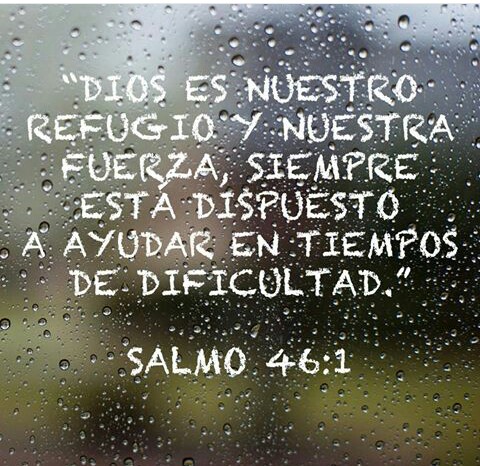 "DIOS ES NUESTRO
REFUGIO Y NUESTRA
FUERZA, SIEMPRE
ESTÁ DISPUESTO
A AYUDAR EN TIEMPOS
DE DIFICULTAD."
SALMO 46:1